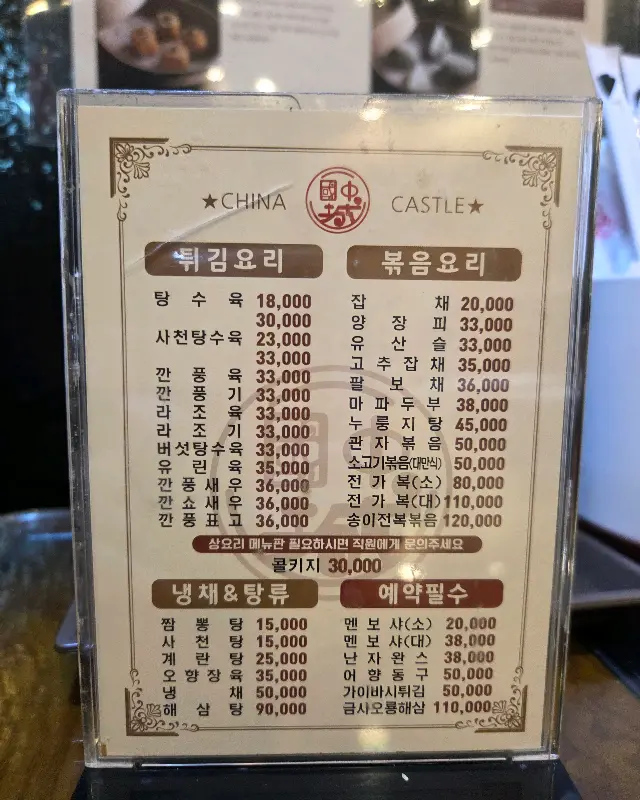 ★CHINA 國中城 CASTLE★
튀김요리
탕수육 18,000
30,000
사천탕수육 23,000
33,000
깐풍육 33,000
깐풍기 33,000
라조육 33,000
라조기 33,000
버섯탕수육 33,000
유린육 35,000
깐풍새우 36,000
깐쇼새우 36,000
깐풍표고 36,000
볶음요리
잡채 20,000
양장피 33,000
유산슬 33,000
고추잡채 35,000
팔보채 36,000
마파두부 38,000
누룽지탕 45,000
관자볶음 50,000
소고기볶음(대만식) 50,000
전가복(소) 80,000
전가복(대) 110,000
송이전복볶음 120,000
상요리 메뉴판 필요하시면 직원에게 문의주세요
콜키지 30,000
냉채&탕류
짬뽕탕 15,000
사천탕 15,000
계란탕 25,000
오향장육 35,000
냉채 50,000
해삼탕 90,000
예약필수
멘보샤(소) 20,000
멘보샤(대) 38,000
난자완스 38,000
어향동구 50,000
가이바시튀김 50,000
금사오룡해삼 110,000